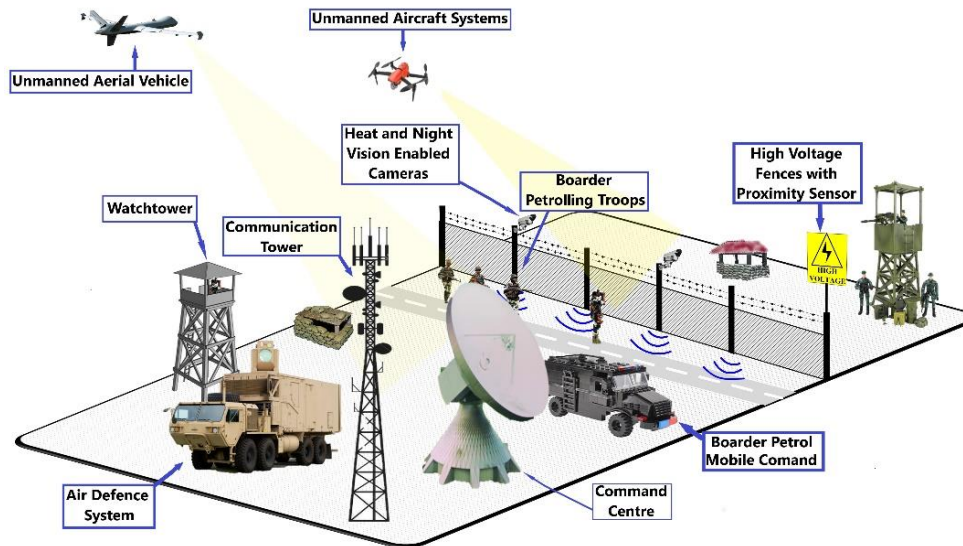 Unmanned Aircraft Systems
Unmanned Aerial Vehicle
Heat and Night
Vision Enabled
Cameras
High Voltage
Fences with
Proximity Sensor
Boarder
Petrolling Troops
Watchtower
Communication
Tower
HIGH
VOLTAGE
Boarder Petrol
Mobile Comand
Air Defence
System
Command
Centre